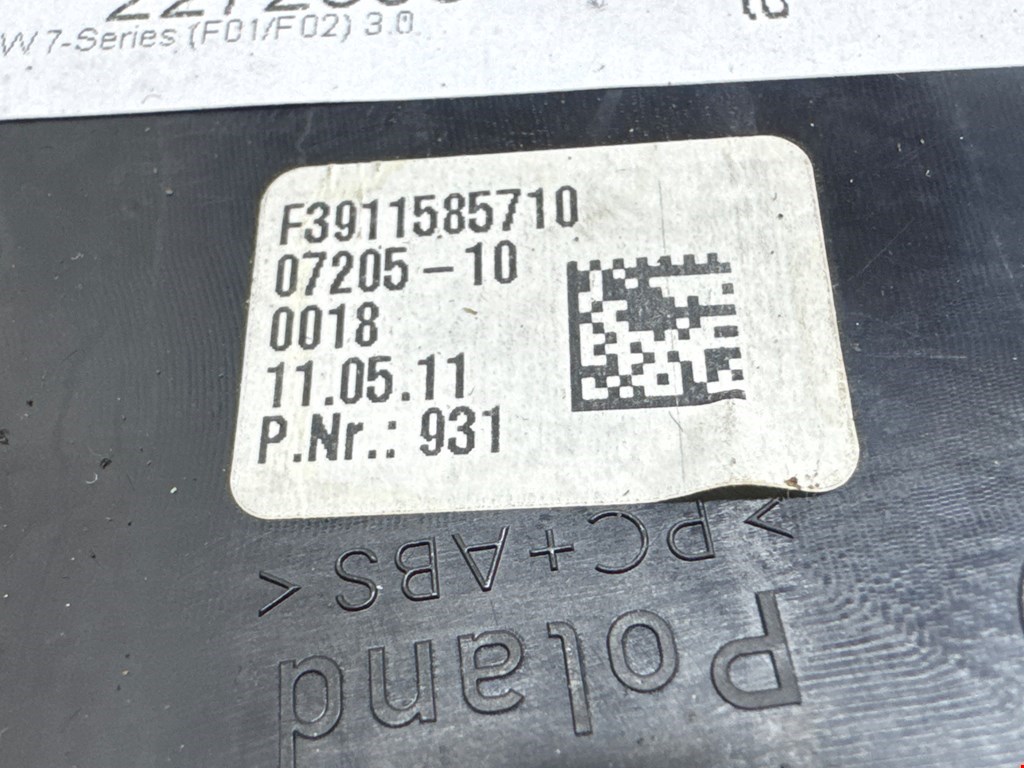 W 7-Series (F01/F02) 3.0
F3911585710
07205-10
0018
11.05.11
P.Nr.: 931
>PC+ABS<
Poland